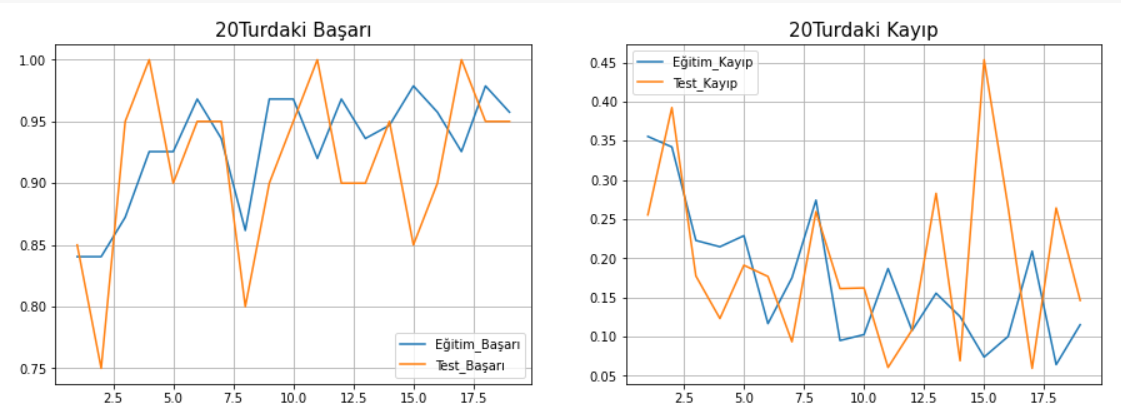 20Turdaki Başarı
1.00
0.95
0.90
0.85
0.80
0.75
Eğitim_Başarı
Test_Başarı
2.5 5.0 7.5 10.0 12.5 15.0 17.5
20Turdaki Kayıp
Eğitim_Kayıp
Test_Kayıp
0.45
0.40
0.35
0.30
0.25
0.20
0.15
0.10
0.05
2.5 5.0 7.5 10.0 12.5 15.0 17.5